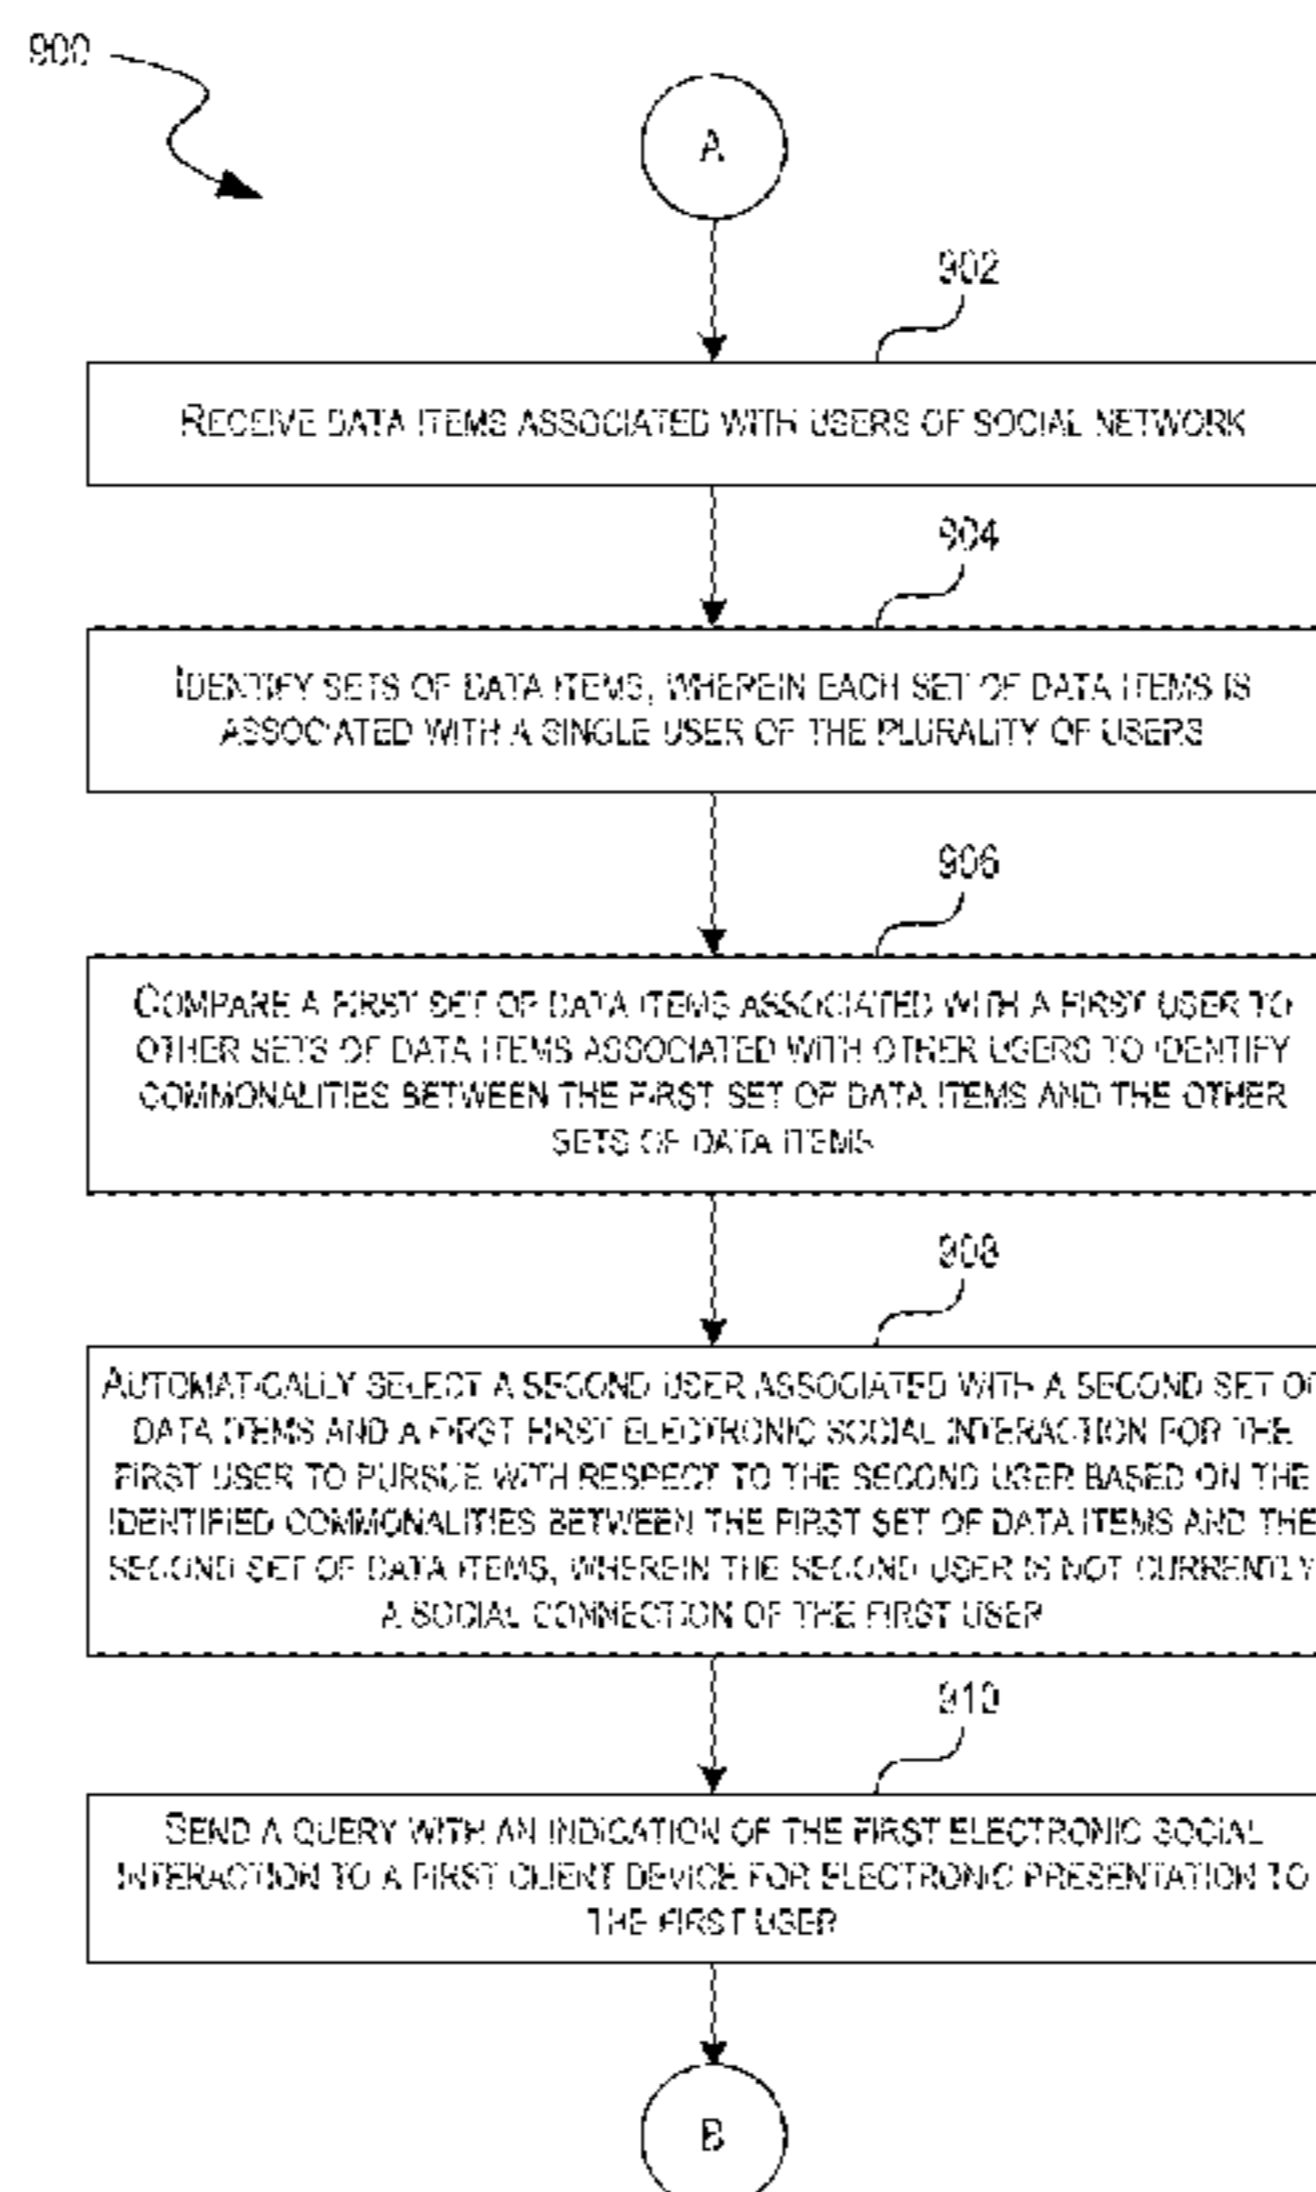 900
A
902
RECEIVE DATA ITEMS ASSOCIATED WITH USERS OF SOCIAL NETWORK
904
IDENTIFY SETS OF DATA ITEMS, WHEREIN EACH SET OF DATA ITEMS IS
ASSOCIATED WITH A SINGLE USER OF THE PLURALITY OF USERS
906
COMPARE A FIRST SET OF DATA ITEMS ASSOCIATED WITH A FIRST USER TO
OTHER SETS OF DATA ITEMS ASSOCIATED WITH OTHER USERS TO IDENTIFY
COMMONALITIES BETWEEN THE FIRST SET OF DATA ITEMS AND THE OTHER
SETS OF DATA ITEMS
908
AUTOMATICALLY SELECT A SECOND USER ASSOCIATED WITH A SECOND SET OF
DATA ITEMS AND A FIRST FIRST ELECTRONIC SOCIAL INTERACTION FOR THE
FIRST USER TO PURSUE WITH RESPECT TO THE SECOND USER BASED ON THE
IDENTIFIED COMMONALITIES BETWEEN THE FIRST SET OF DATA ITEMS AND THE
SECOND SET OF DATA ITEMS, WHEREIN THE SECOND USER IS NOT CURRENTLY
A SOCIAL CONNECTION OF THE FIRST USER
910
SEND A QUERY WITH AN INDICATION OF THE FIRST ELECTRONIC SOCIAL
INTERACTION TO A FIRST CLIENT DEVICE FOR ELECTRONIC PRESENTATION TO
THE FIRST USER
B